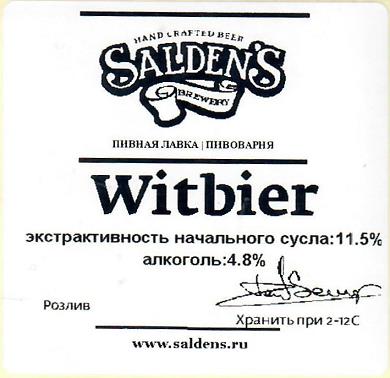 HAND CRAFTED BEER
SALDEN'S
BREWERY
ПИВНАЯ ЛАВКА | ПИВОВАРНЯ
Witbier
экстрактивность начального сусла:11.5%
алкоголь:4.8%
Розлив
Хранить при 2-12С
www.saldens.ru